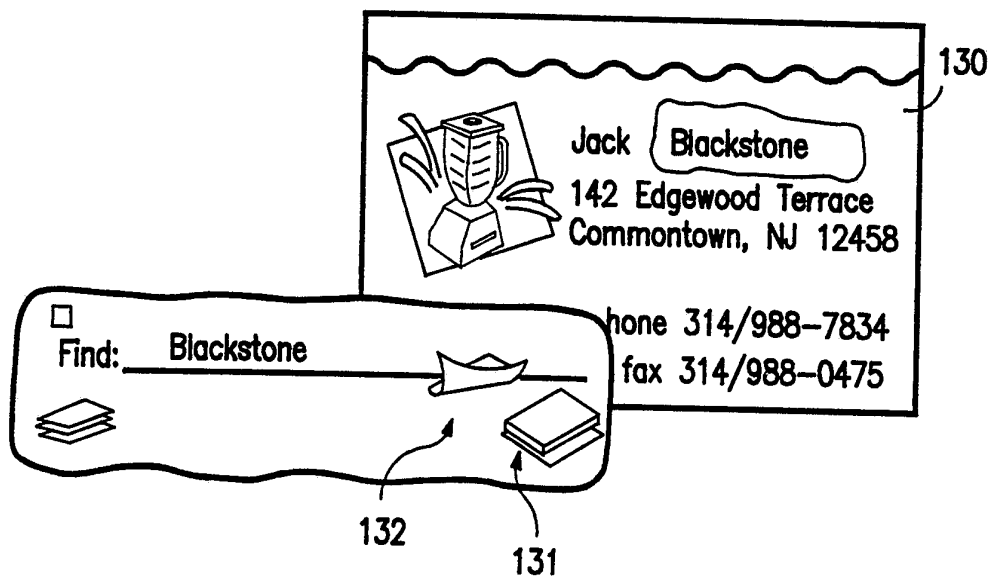 130
Jack Blackstone
142 Edgewood Terrace
Commontown, NJ 12458
hone 314/988-7834
fax 314/988-0475
Find: Blackstone
132
131